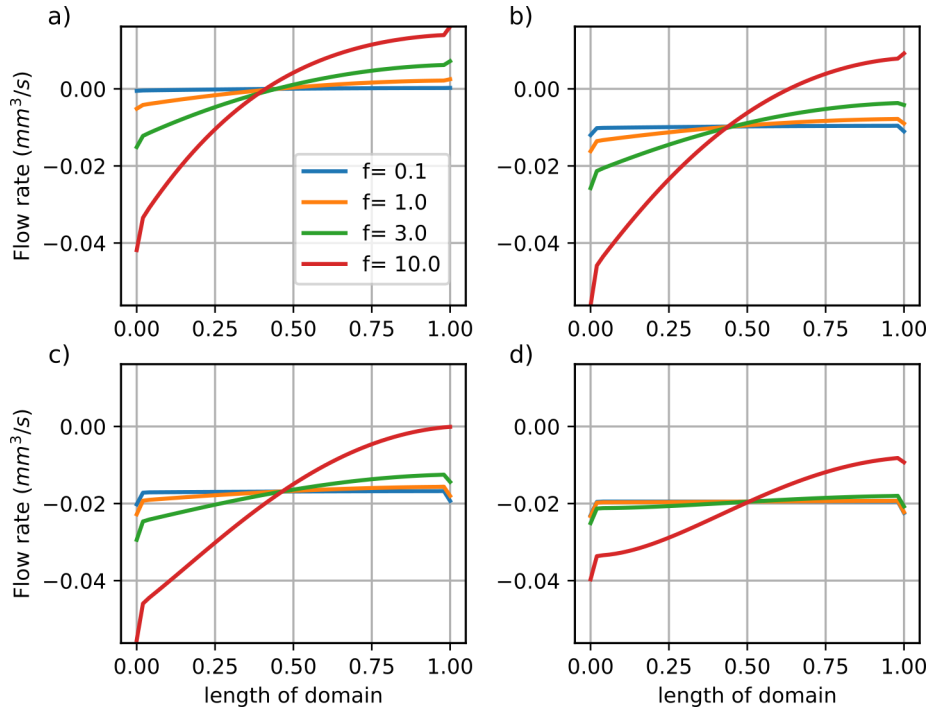 a)
b)
Flow rate (mm³/s)
0.00
−0.02
−0.04
f= 0.1
f= 1.0
f= 3.0
f= 10.0
0.00 0.25 0.50 0.75 1.00
0.00
−0.02
−0.04
0.00 0.25 0.50 0.75 1.00
c)
d)
Flow rate (mm³/s)
0.00
−0.02
−0.04
0.00 0.25 0.50 0.75 1.00
length of domain
0.00
−0.02
−0.04
0.00 0.25 0.50 0.75 1.00
length of domain